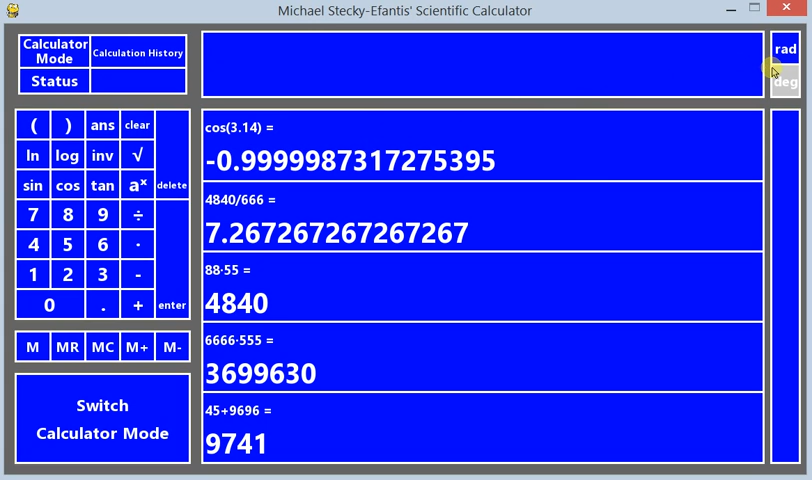 Michael Stecky-Efantis' Scientific Calculator
Calculator Mode
Calculation History
Status
rad
deg
( ) ans clear
ln log inv √
sin cos tan aˣ delete
7 8 9 ÷
4 5 6 ·
1 2 3 -
0 . + enter
M MR MC M+ M-
Switch
Calculator Mode
cos(3.14) =
-0.9999987317275395
4840/666 =
7.267267267267267
88·55 =
4840
6666·555 =
3699630
45+9696 =
9741